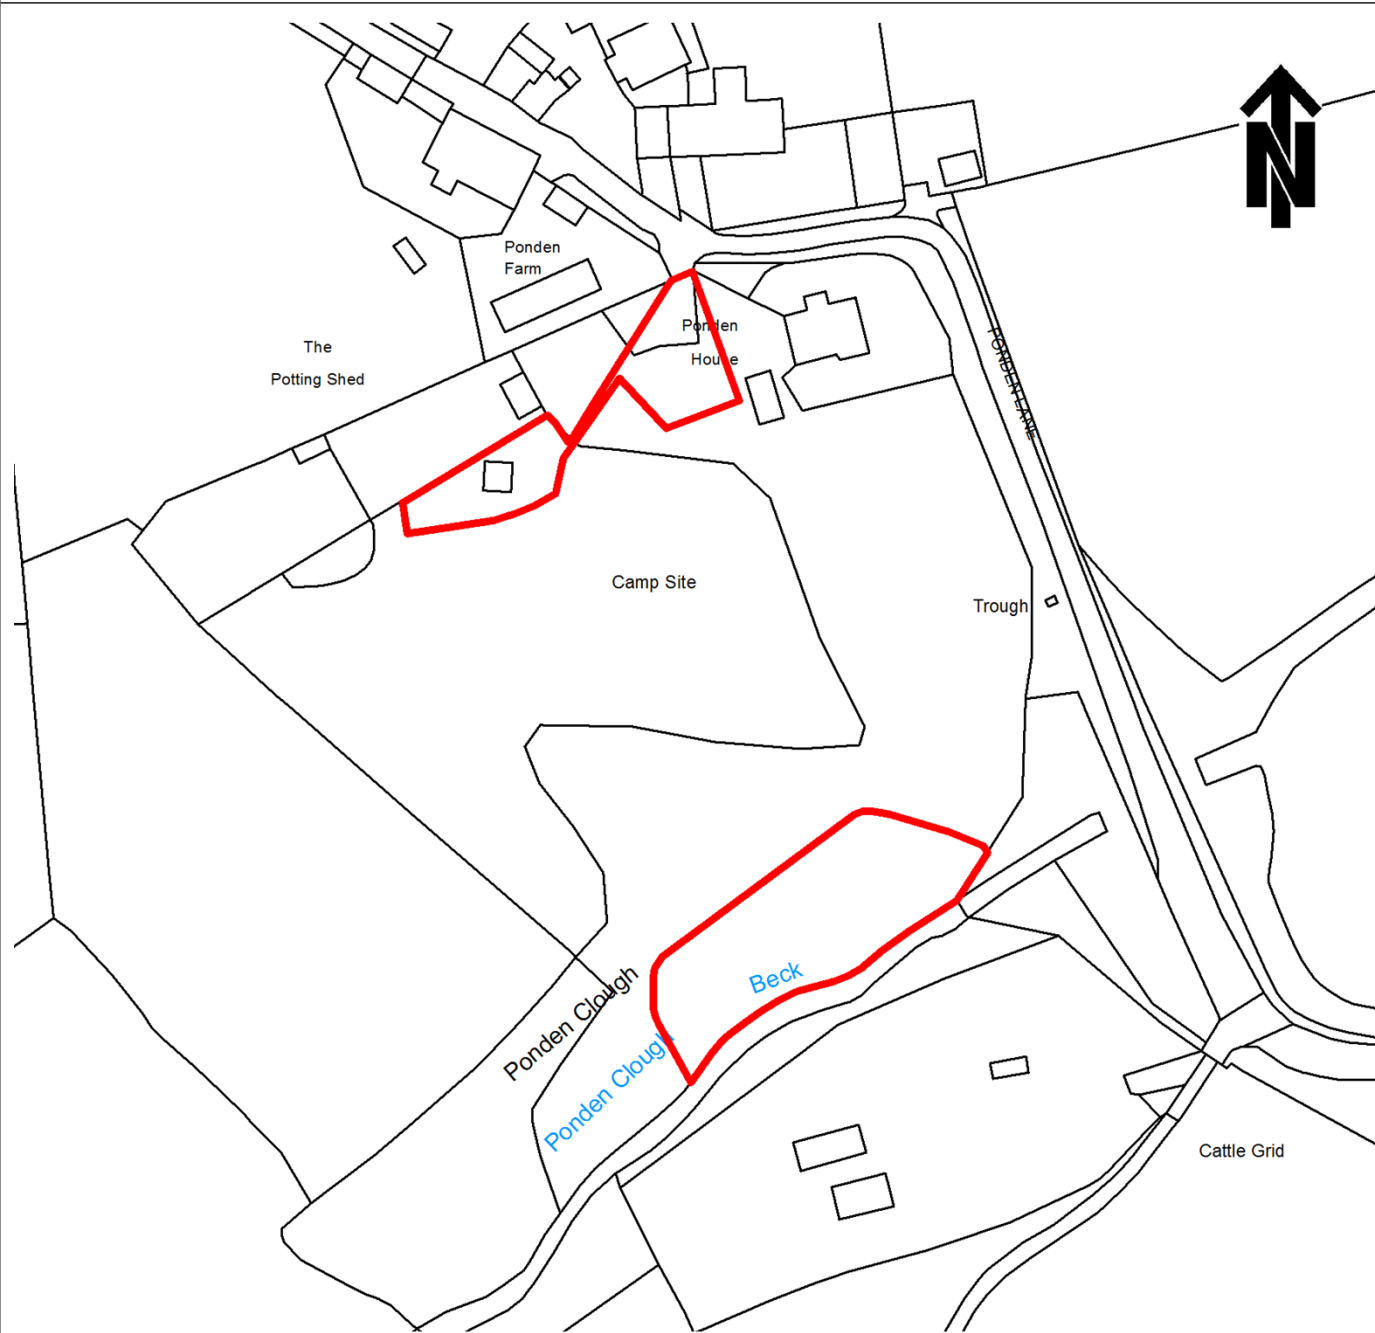 N
Ponden
Farm
Ponden
House
The
Potting Shed
PONDEN LANE
Camp Site
Trough
Beck
Ponden Clough
Ponden Clough
Cattle Grid